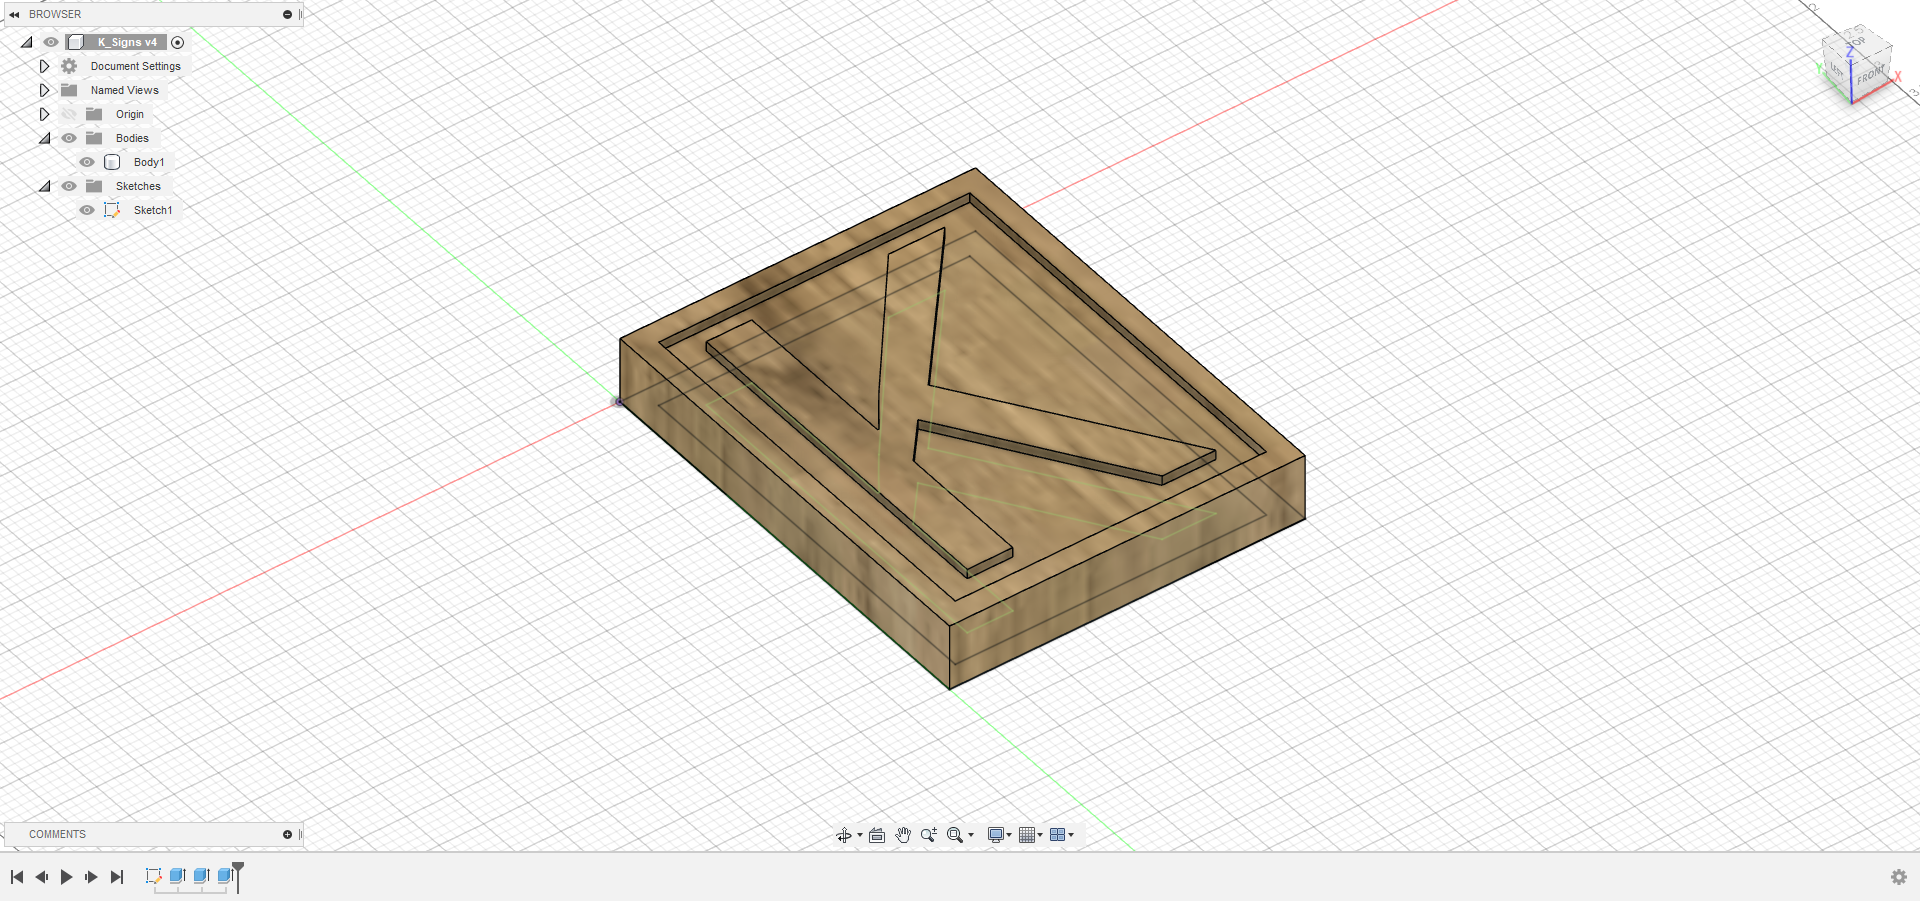 BROWSER
K_Signs v4
Document Settings
Named Views
Origin
Bodies
Body1
Sketches
Sketch1
TOP
LEFT
FRONT
Z
Y
X
K
COMMENTS